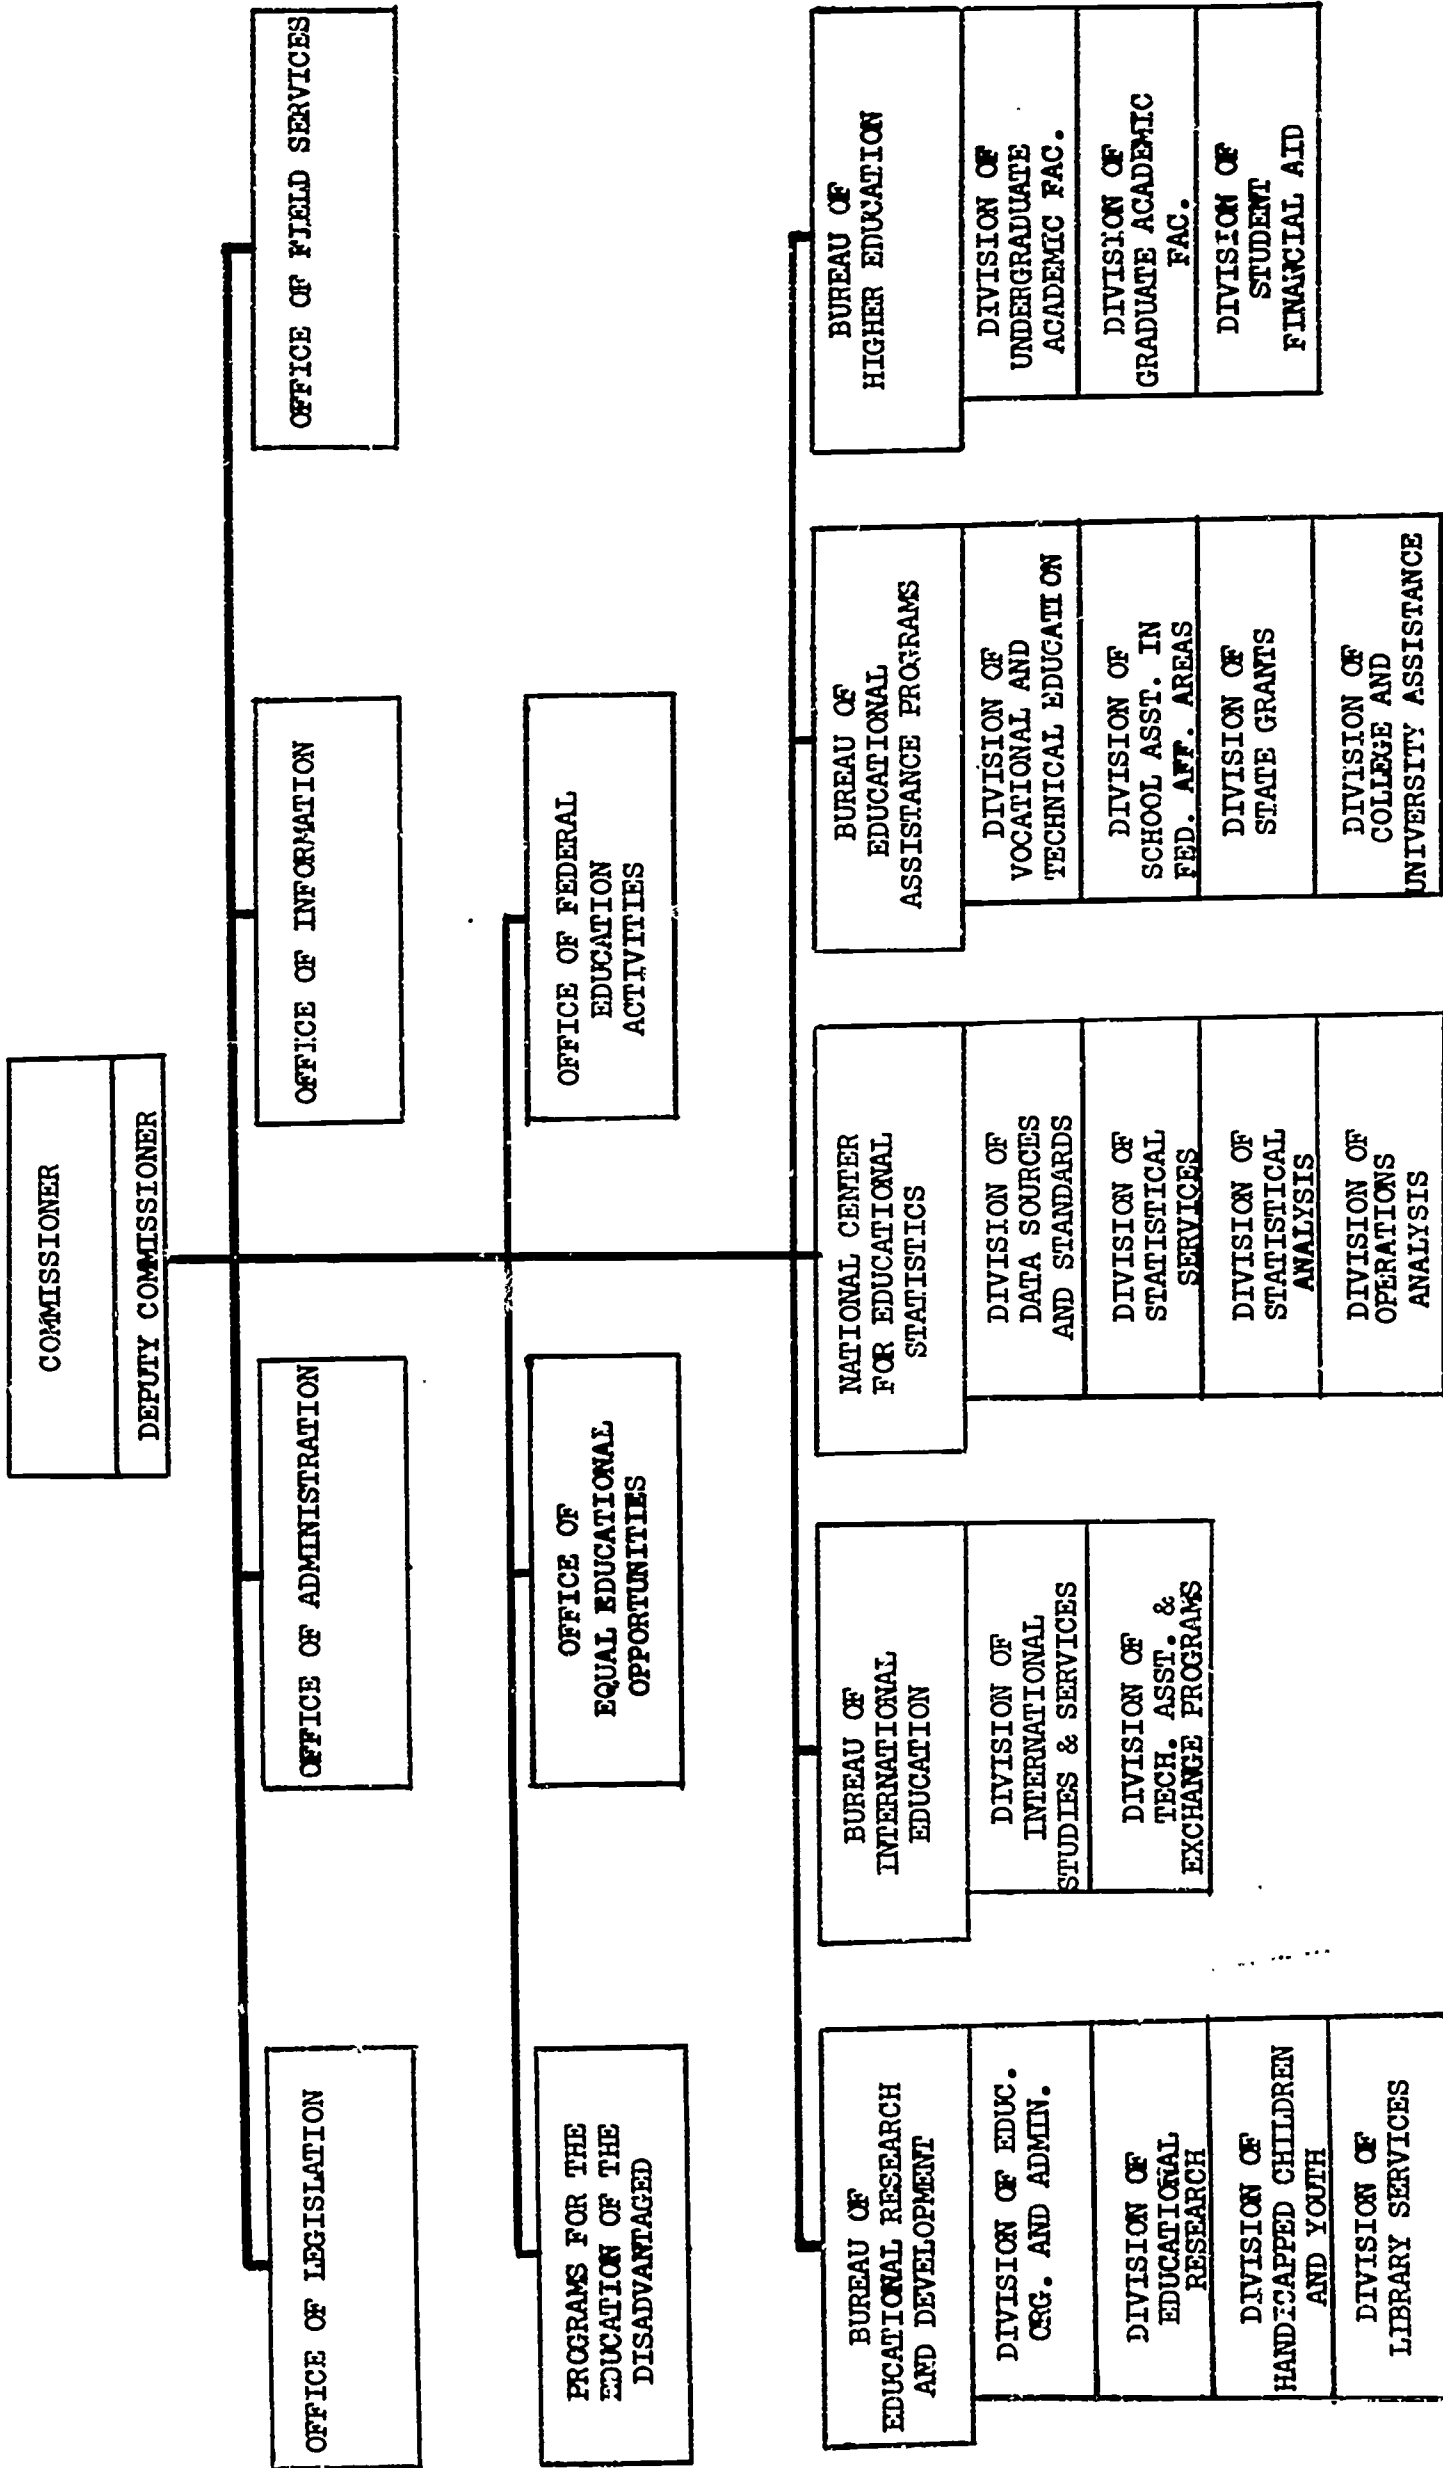 COMMISSIONER
DEPUTY COMMISSIONER
OFFICE OF LEGISLATION
OFFICE OF ADMINISTRATION
OFFICE OF INFORMATION
OFFICE OF FIELD SERVICES
PROGRAMS FOR THE
EDUCATION OF THE
DISADVANTAGED
OFFICE OF
EQUAL EDUCATIONAL
OPPORTUNITIES
OFFICE OF FEDERAL
EDUCATION
ACTIVITIES
BUREAU OF
EDUCATIONAL RESEARCH
AND DEVELOPMENT
DIVISION OF EDUC.
ORG. AND ADMIN.
DIVISION OF
EDUCATIONAL
RESEARCH
DIVISION OF
HANDICAPPED CHILDREN
AND YOUTH
DIVISION OF
LIBRARY SERVICES
BUREAU OF
INTERNATIONAL
EDUCATION
DIVISION OF
INTERNATIONAL
STUDIES & SERVICES
DIVISION OF
TECH. ASST. &
EXCHANGE PROGRAMS
NATIONAL CENTER
FOR EDUCATIONAL
STATISTICS
DIVISION OF
DATA SOURCES
AND STANDARDS
DIVISION OF
STATISTICAL
SERVICES
DIVISION OF
STATISTICAL
ANALYSIS
DIVISION OF
OPERATIONS
ANALYSIS
BUREAU OF
EDUCATIONAL
ASSISTANCE PROGRAMS
DIVISION OF
VOCATIONAL AND
TECHNICAL EDUCATION
DIVISION OF
SCHOOL ASST. IN
FED. AFF. AREAS
DIVISION OF
STATE GRANTS
DIVISION OF
COLLEGE AND
UNIVERSITY ASSISTANCE
BUREAU OF
HIGHER EDUCATION
DIVISION OF
UNDERGRADUATE
ACADEMIC FAC.
DIVISION OF
GRADUATE ACADEMIC
FAC.
DIVISION OF
STUDENT
FINANCIAL AID